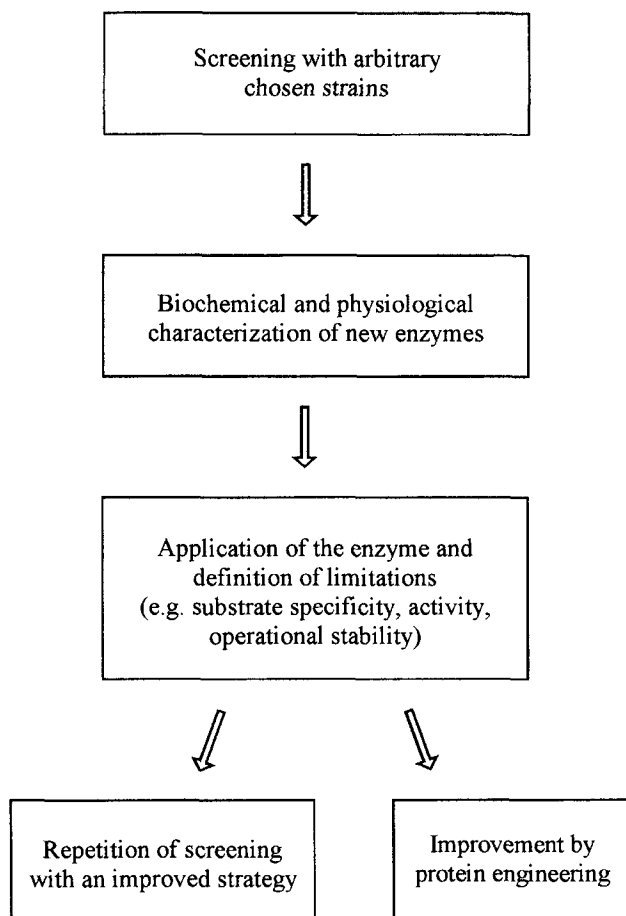 Screening with arbitrary
chosen strains
Biochemical and physiological
characterization of new enzymes
Application of the enzyme and
definition of limitations
(e.g. substrate specificity, activity,
operational stability)
Repetition of screening
with an improved strategy
Improvement by
protein engineering